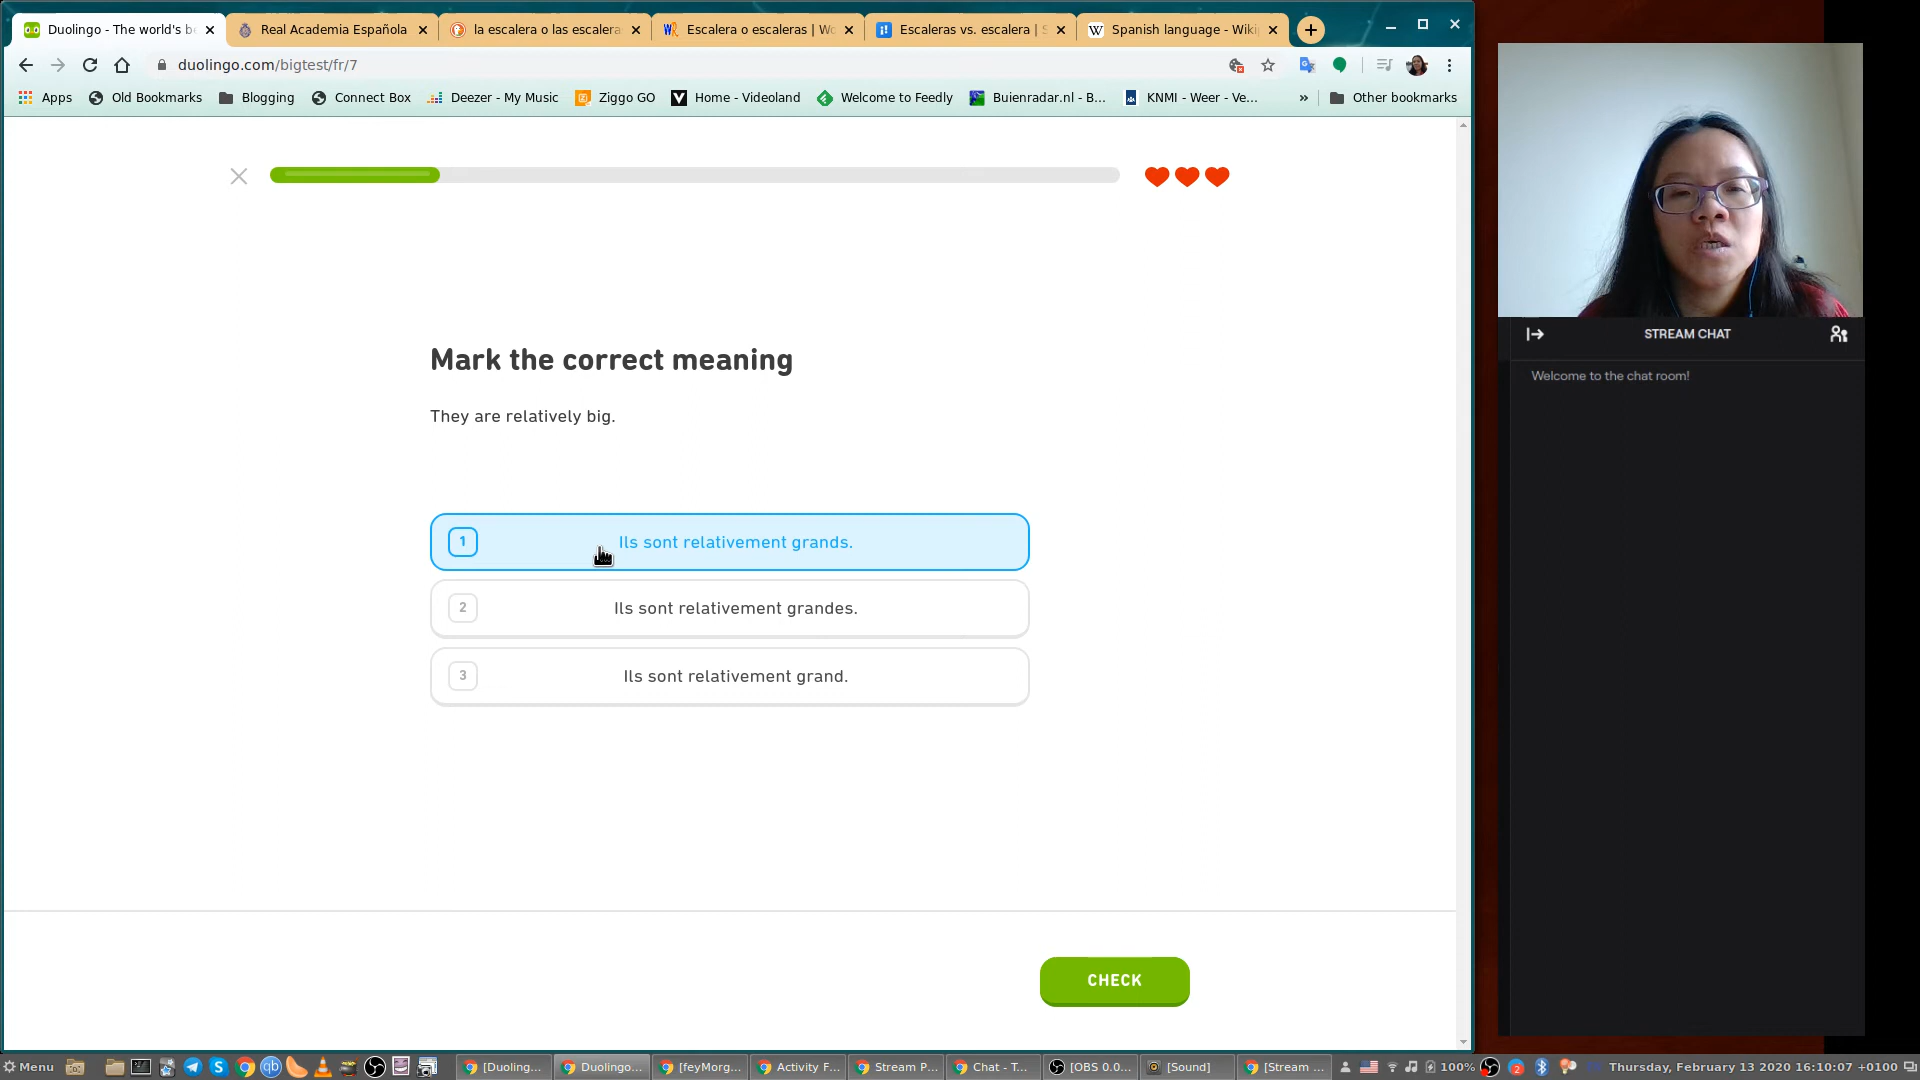 Duolingo - The world's b
Real Academia Española
la escalera o las escalera
Escalera o escaleras | Wo
Escaleras vs. escalera | S
Spanish language - Wiki
duolingo.com/bigtest/fr/7
Apps
Old Bookmarks
Blogging
Connect Box
Deezer - My Music
Ziggo GO
Home - Videoland
Welcome to Feedly
Buienradar.nl - B...
KNMI - Weer - Ve...
»
Other bookmarks
Mark the correct meaning
They are relatively big.
1 Ils sont relativement grands.
2 Ils sont relativement grandes.
3 Ils sont relativement grand.
CHECK
STREAM CHAT
Welcome to the chat room!
Menu
[Duoling...
Duolingo...
[feyMorg...
Activity F...
Stream P...
Chat - T...
[OBS 0.0...
[Sound]
[Stream ...
100%
2
Thursday, February 13 2020 16:10:07 +0100